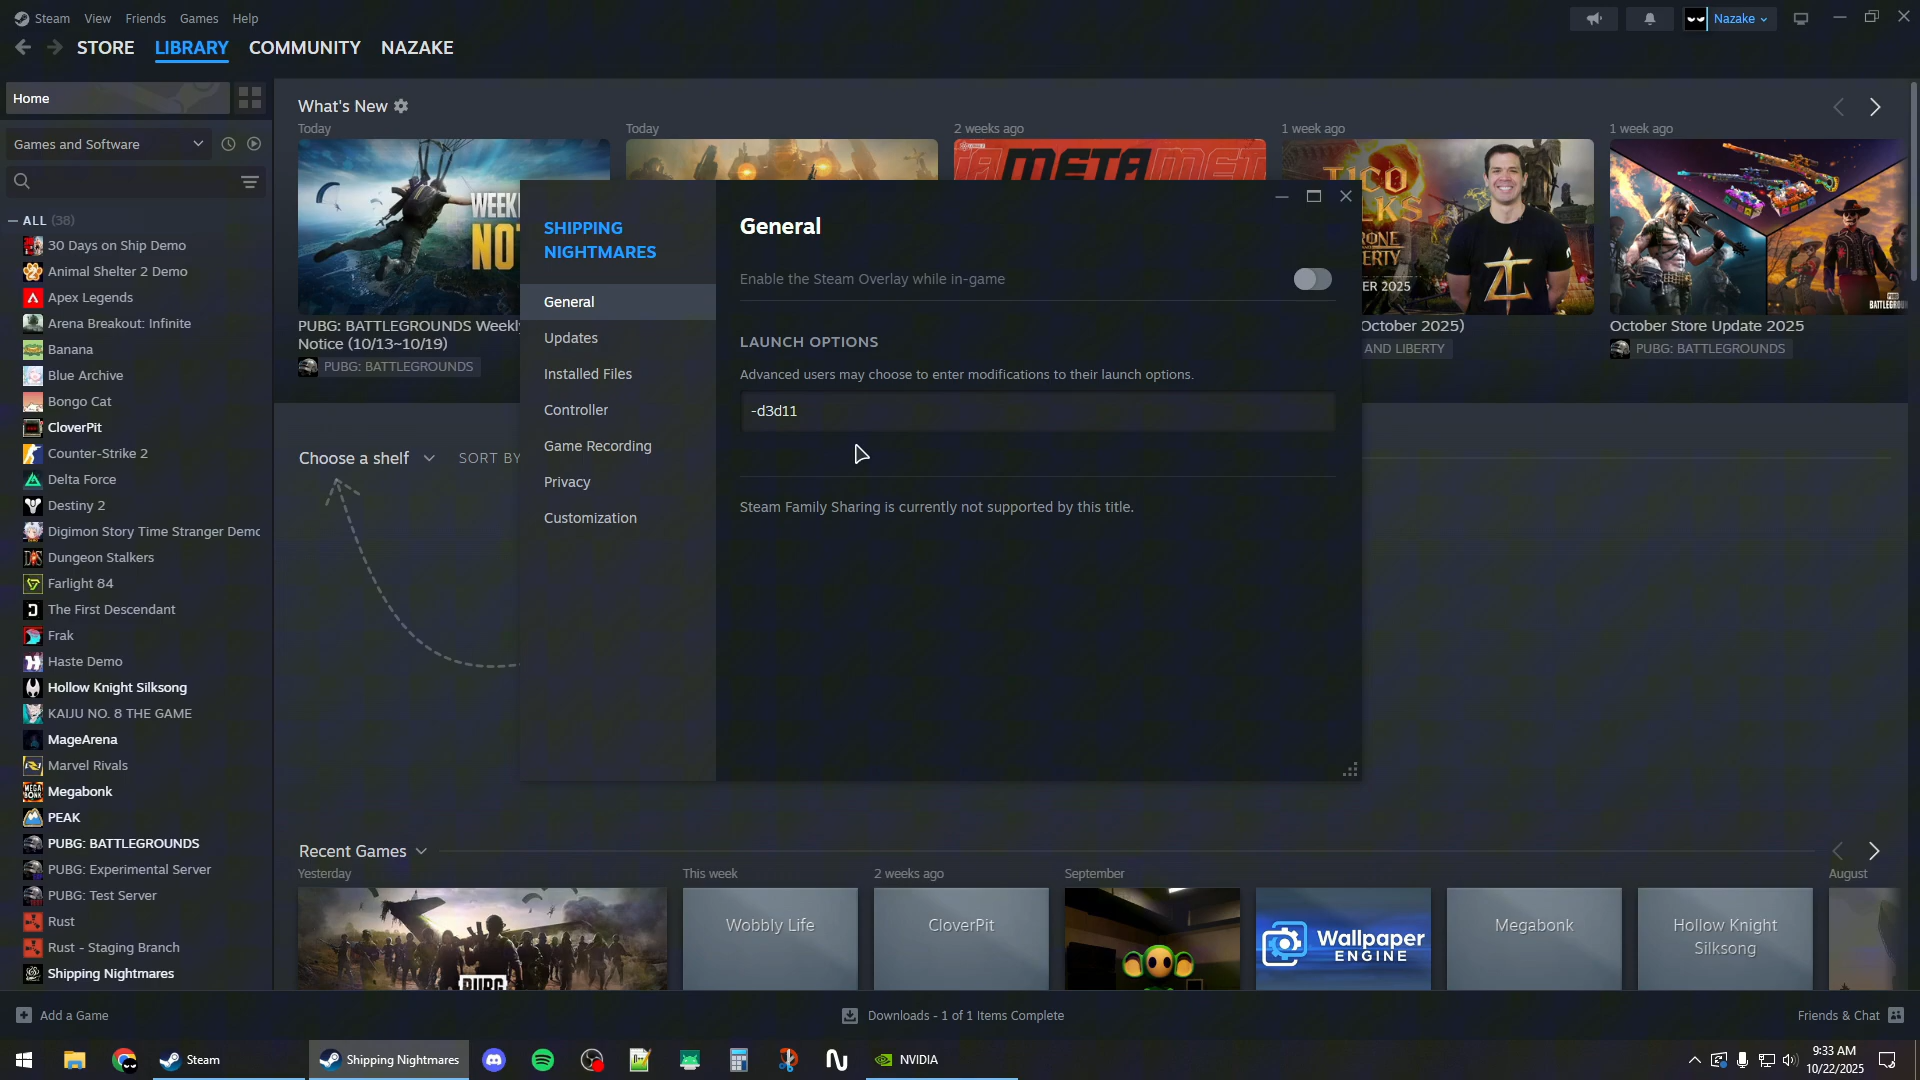 Steam View Friends Games Help
Nazake
STORE LIBRARY COMMUNITY NAZAKE
Home
Games and Software
ALL (38)
30 Days on Ship Demo
Animal Shelter 2 Demo
Apex Legends
Arena Breakout: Infinite
Banana
Blue Archive
Bongo Cat
CloverPit
Counter-Strike 2
Delta Force
Destiny 2
Digimon Story Time Stranger Demo
Dungeon Stalkers
Farlight 84
The First Descendant
Frak
Haste Demo
Hollow Knight Silksong
KAIJU NO. 8 THE GAME
MageArena
Marvel Rivals
Megabonk
PEAK
PUBG: BATTLEGROUNDS
PUBG: Experimental Server
PUBG: Test Server
Rust
Rust - Staging Branch
Shipping Nightmares
What's New
Today
Today
2 weeks ago
1 week ago
1 week ago
META
BATTLEGROU
PUBG: BATTLEGROUNDS Weekly
Notice (10/13~10/19)
PUBG: BATTLEGROUNDS
ER 2025
October 2025)
AND LIBERTY
October Store Update 2025
PUBG: BATTLEGROUNDS
SHIPPING
NIGHTMARES
General
Updates
Installed Files
Controller
Game Recording
Privacy
Customization
General
Enable the Steam Overlay while in-game
LAUNCH OPTIONS
Advanced users may choose to enter modifications to their launch options.
-d3d11
Steam Family Sharing is currently not supported by this title.
Choose a shelf SORT BY
Recent Games
Yesterday
This week
2 weeks ago
September
August
PUBG
Wobbly Life
CloverPit
Wallpaper
ENGINE
Megabonk
Hollow Knight
Silksong
Add a Game
Downloads - 1 of 1 Items Complete
Friends & Chat
Steam
Shipping Nightmares
NVIDIA
9:33 AM
10/22/2025